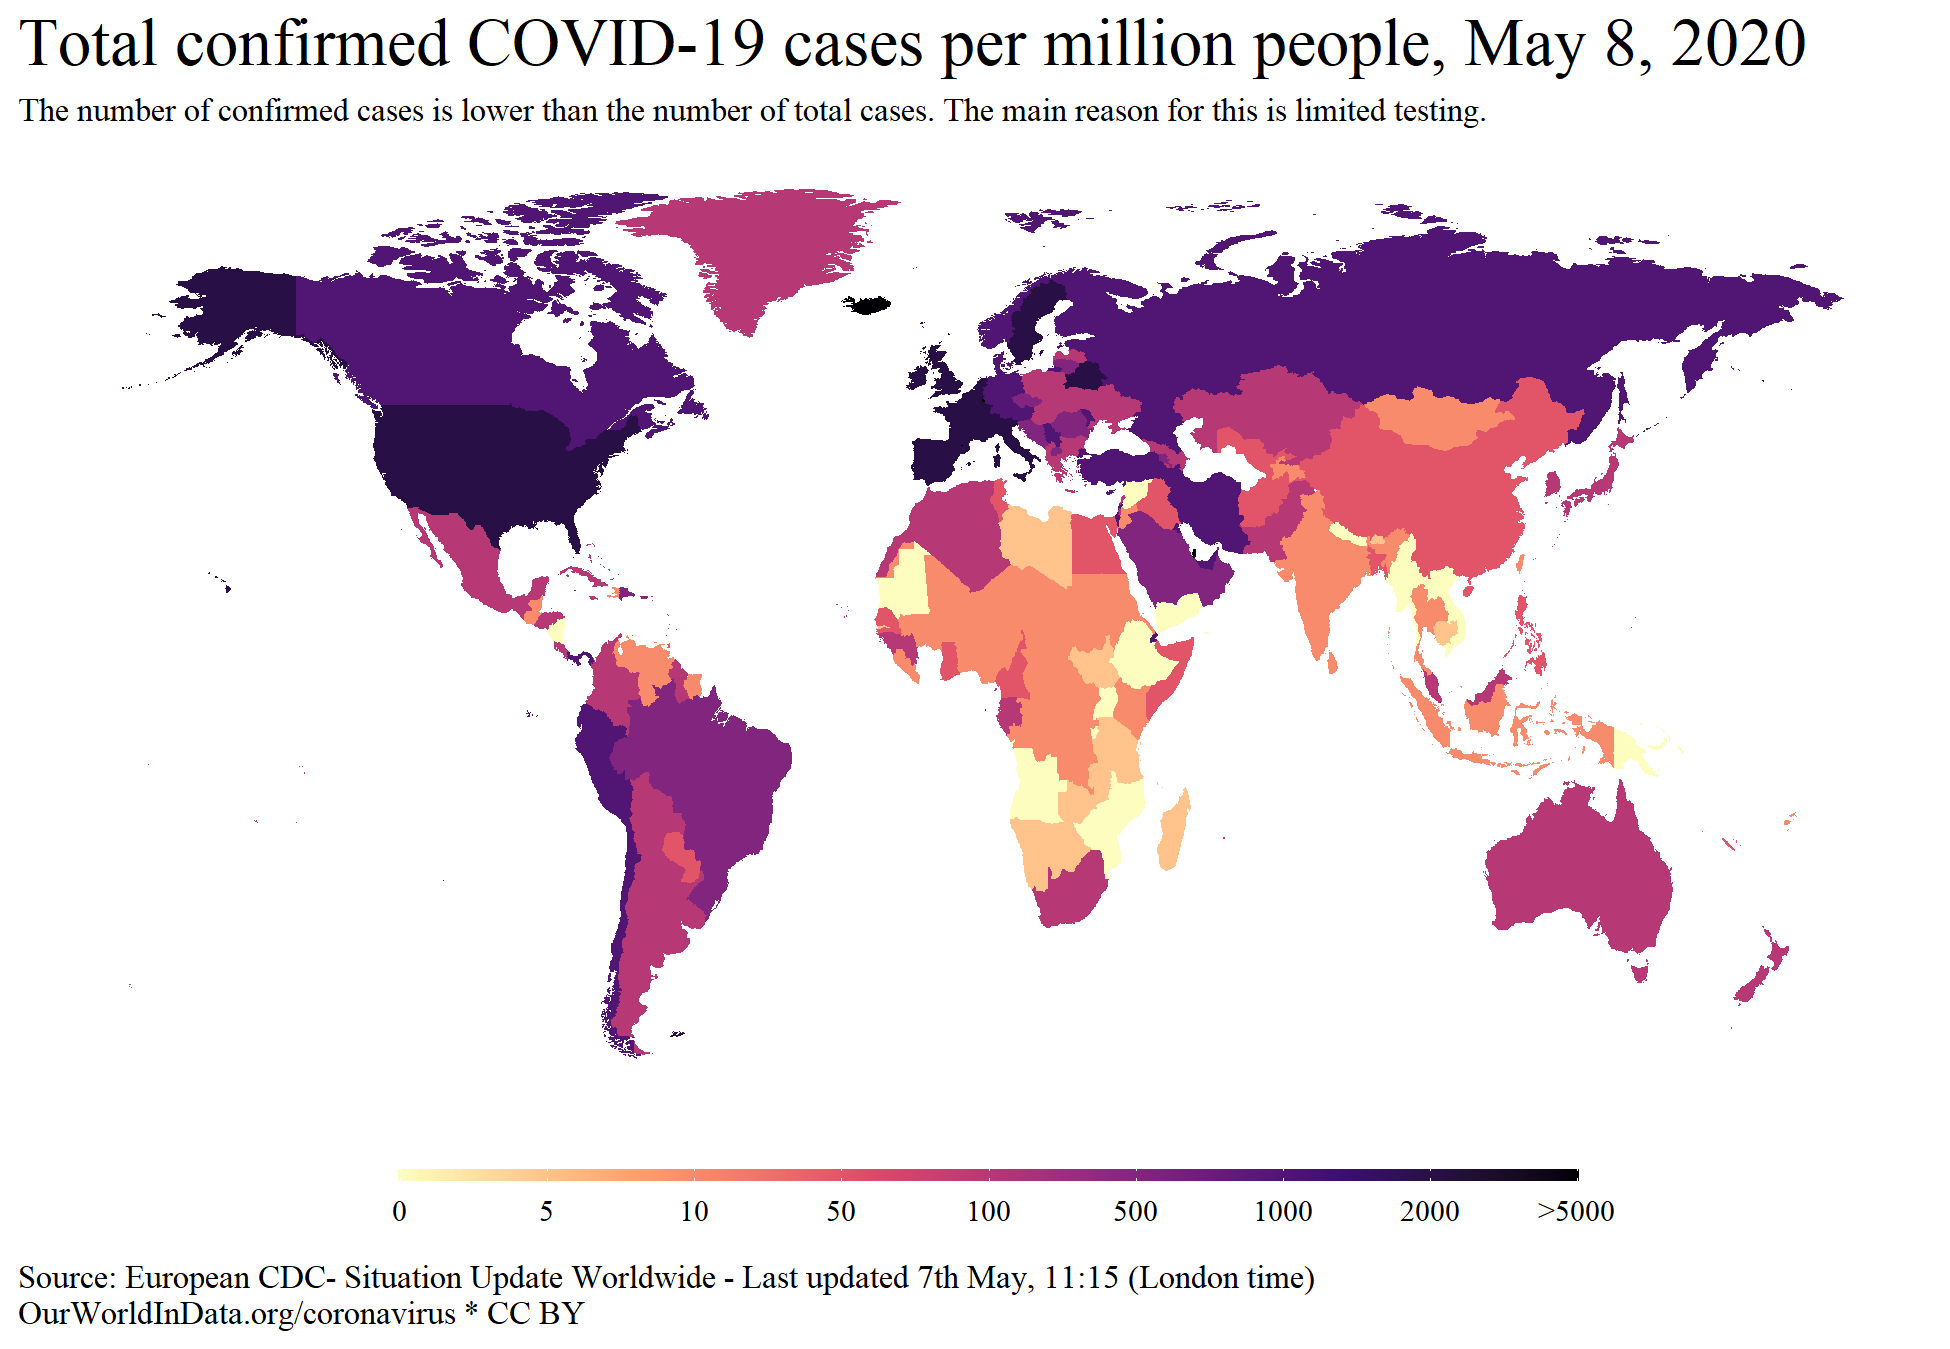 Total confirmed COVID-19 cases per million people, May 8, 2020
The number of confirmed cases is lower than the number of total cases. The main reason for this is limited testing.
0 5 10 50 100 500 1000 2000 >5000
Source: European CDC- Situation Update Worldwide - Last updated 7th May, 11:15 (London time)
OurWorldInData.org/coronavirus * CC BY